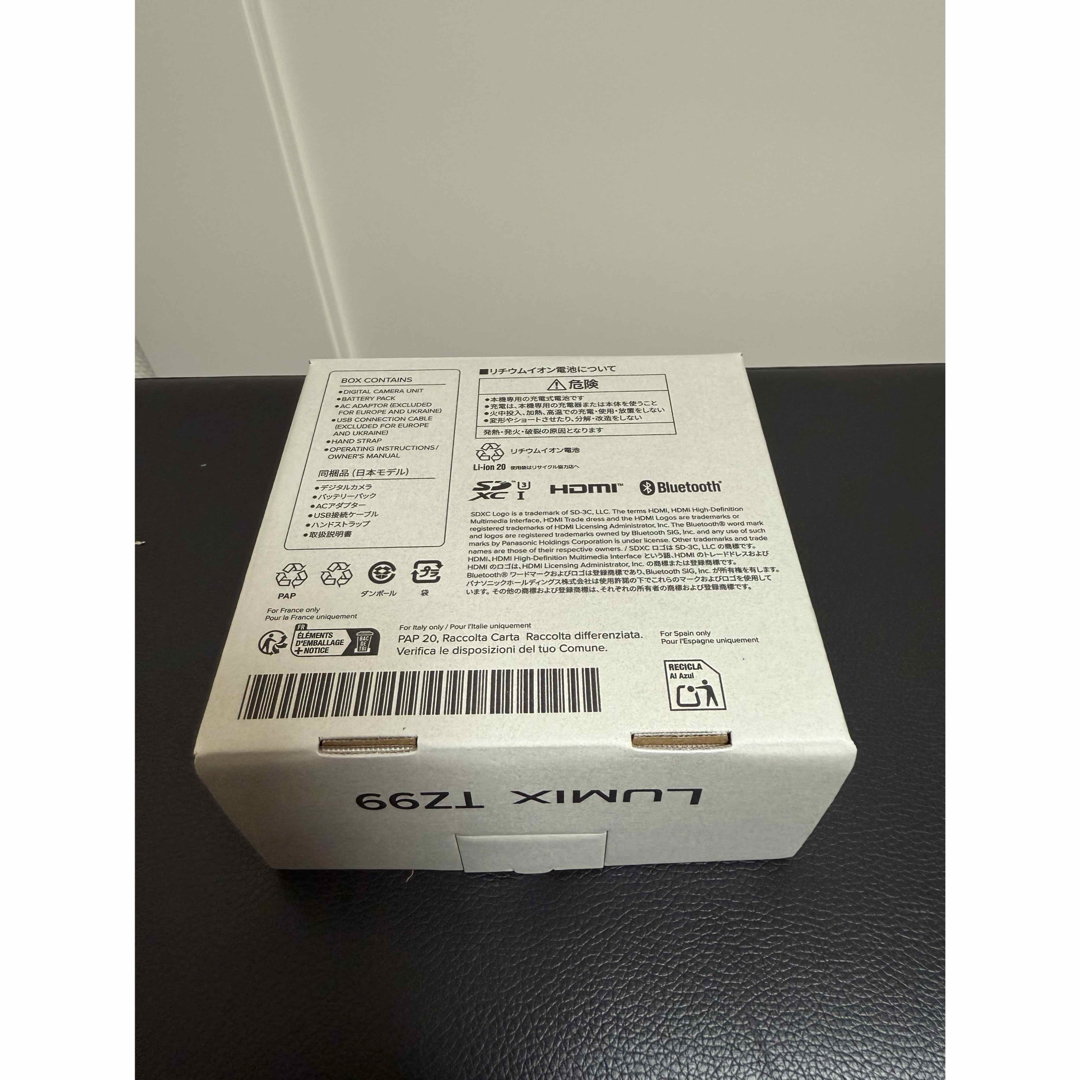 BOX CONTENTS
●DIGITAL CAMERA UNIT
●BATTERY PACK
●AC ADAPTOR (EXCLUDED
FOR EUROPE AND UKRAINE)
●USB CONNECTION CABLE
(EXCLUDED FOR EUROPE
AND UKRAINE)
●HAND STRAP
●OPERATING INSTRUCTIONS/
OWNER'S MANUAL
同梱品(日本モデル)
●デジタルカメラ
●バッテリーパック
●ACアダプター
●USB接続ケーブル
●ハンドストラップ
●取扱説明書
■リチウムイオン電池について
危険
●本機専用の充電式電池です
●充電は、本機専用の充電器または本体を使うこと
●火中投入、加熱、高温での充電・使用・放置をしない
●変形やショートさせたり、分解・改造をしない
発熱・発火・破裂の原因となります
リチウムイオン電池
Li-ion 20 使用後はリサイクル協力店へ
SD XC I 3
HDMI™
Bluetooth®
SDXC Logo is a trademark of SD-3C, LLC. The terms HDMI, HDMI High-Definition
Multimedia Interface, HDMI Trade dress and the HDMI Logos are trademarks or
registered trademarks of HDMI Licensing Administrator, Inc. The Bluetooth® word mark
and logos are registered trademarks owned by Bluetooth SIG, Inc. and any use of such
marks by Panasonic Holdings Corporation is under license. Other trademarks and trade
names are those of their respective owners. / SDXC ロゴは SD-3C, LLC の商標です。
HDMI、HDMI High-Definition Multimedia Interface という語、HDMI のトレードドレスおよび
HDMI のロゴは、HDMI Licensing Administrator, Inc. の商標または登録商標です。
Bluetooth® ワードマークおよびロゴは登録商標であり、Bluetooth SIG, Inc. が所有権を有します。
パナソニックホールディングス株式会社は使用許諾の下でこれらのマークおよびロゴを使用して
います。その他の商標および登録商標は、それぞれの所有者の商標および登録商標です。
PAP
ダンボール
プラ
袋
For France only
Pour la France uniquement
FR
ÉLÉMENTS
D'EMBALLAGE
+ NOTICE
For Italy only / Pour l'Italie uniquement
PAP 20, Raccolta Carta Raccolta differenziata.
Verifica le disposizioni del tuo Comune.
For Spain only
Pour l'Espagne uniquement
RECICLA
Al Azul
LUMIX TZ99